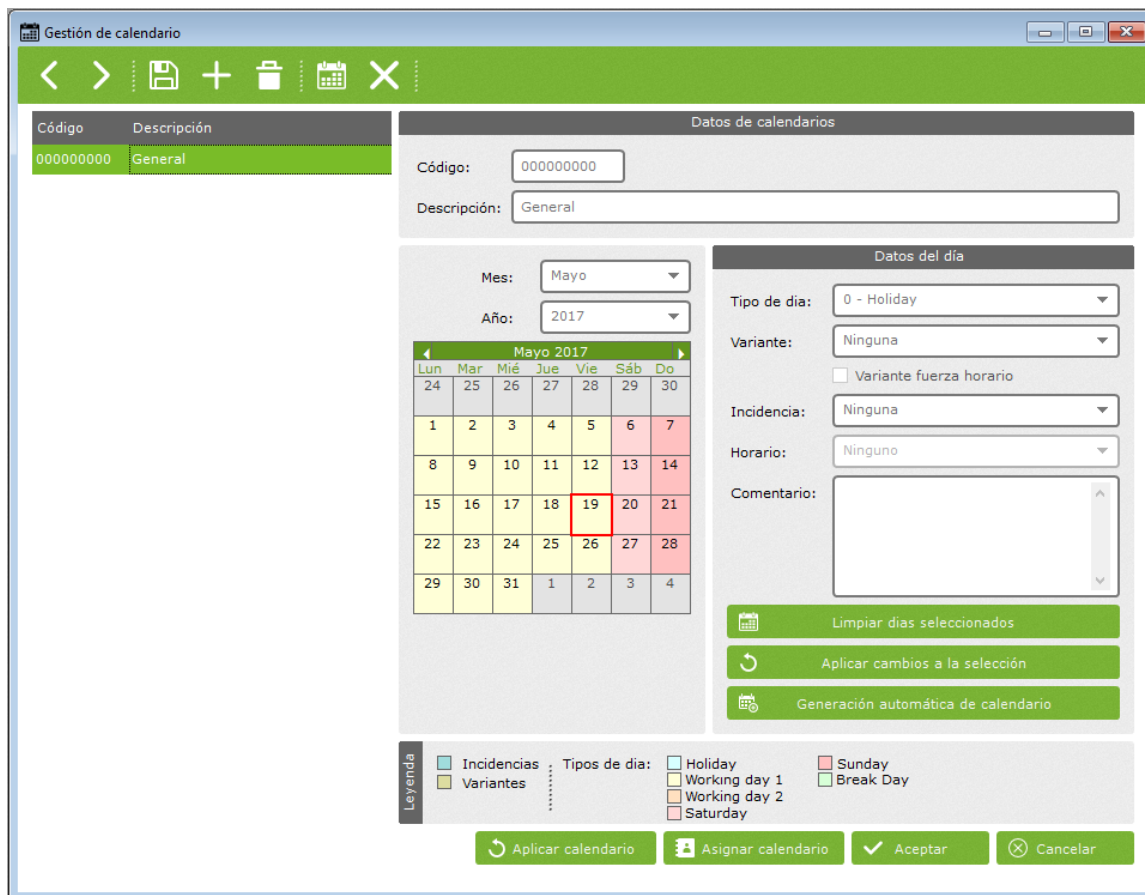 Gestión de calendario
Código Descripción
000000000 General
Datos de calendarios
Código: 000000000
Descripción: General
Mes: Mayo
Año: 2017
Mayo 2017
Lun Mar Mié Jue Vie Sáb Do
24 25 26 27 28 29 30
1 2 3 4 5 6 7
8 9 10 11 12 13 14
15 16 17 18 19 20 21
22 23 24 25 26 27 28
29 30 31 1 2 3 4
Datos del día
Tipo de dia: 0 - Holiday
Variante: Ninguna
Variante fuerza horario
Incidencia: Ninguna
Horario: Ninguno
Comentario:
Limpiar dias seleccionados
Aplicar cambios a la selección
Generación automática de calendario
Leyenda
Incidencias
Variantes
Tipos de dia:
Holiday
Working day 1
Working day 2
Saturday
Sunday
Break Day
Aplicar calendario
Asignar calendario
Aceptar
Cancelar